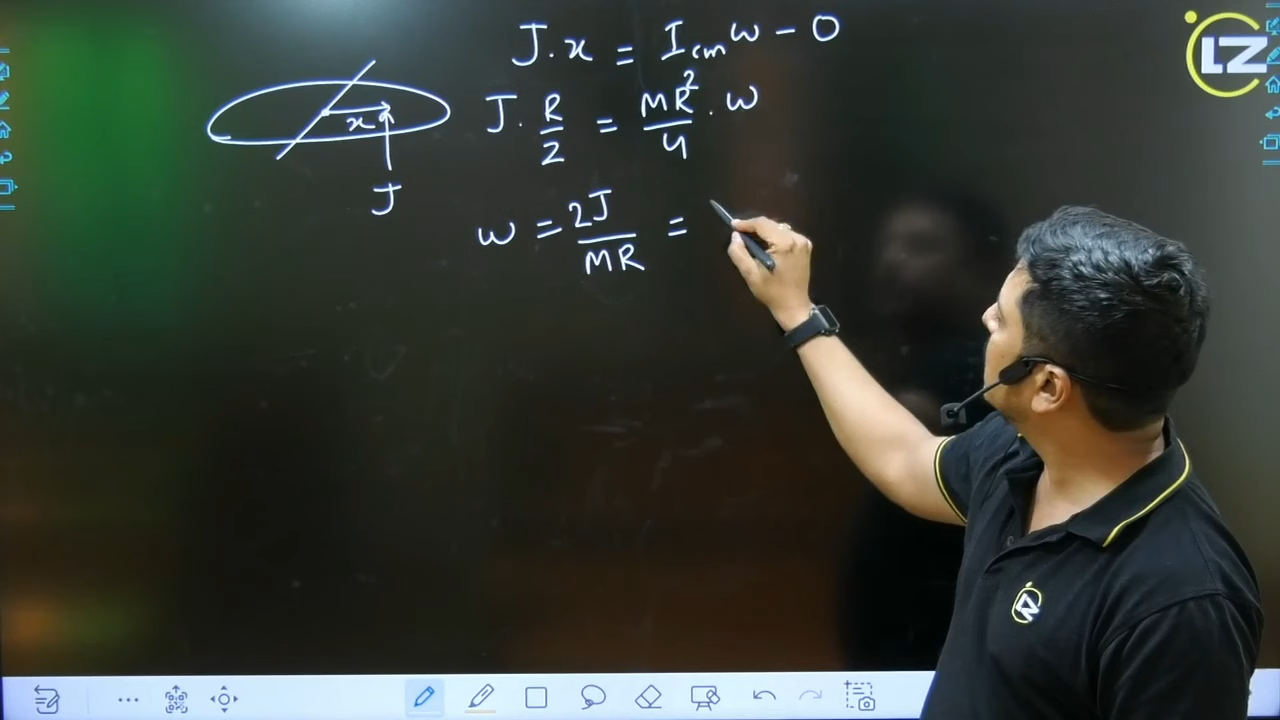 J.x = I_cm ω - 0
J. R/2 = MR²/4 . ω
x
J
ω = 2J/MR =
LZ